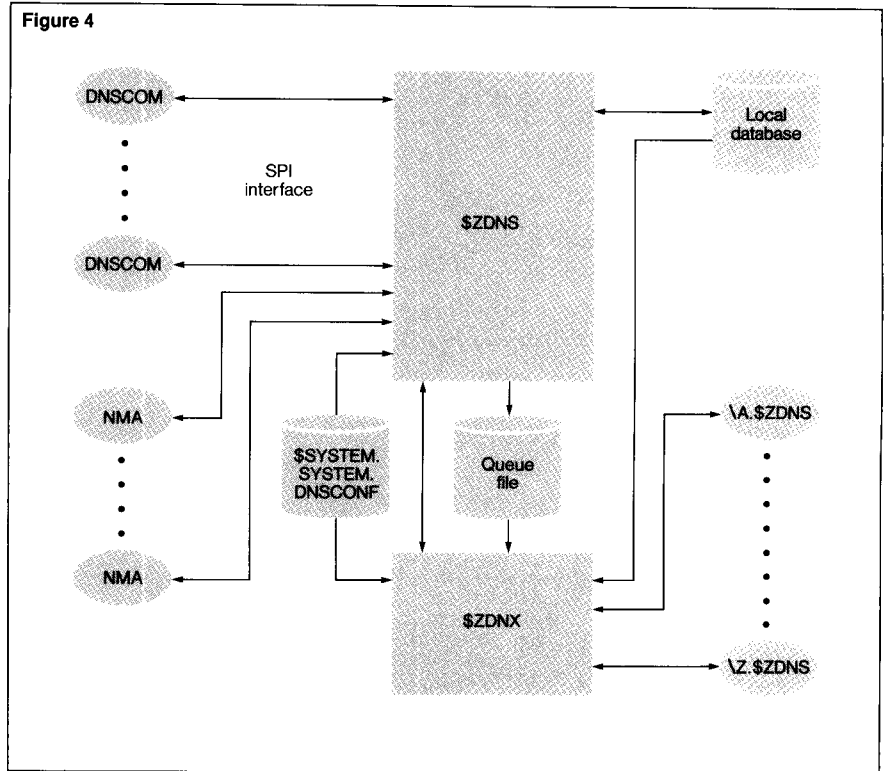 Figure 4
DNSCOM
SPI
interface
DNSCOM
NMA
NMA
$ZDNS
$SYSTEM.
SYSTEM.
DNSCONF
Queue
file
$ZDNX
Local
database
\A.$ZDNS
\Z.$ZDNS